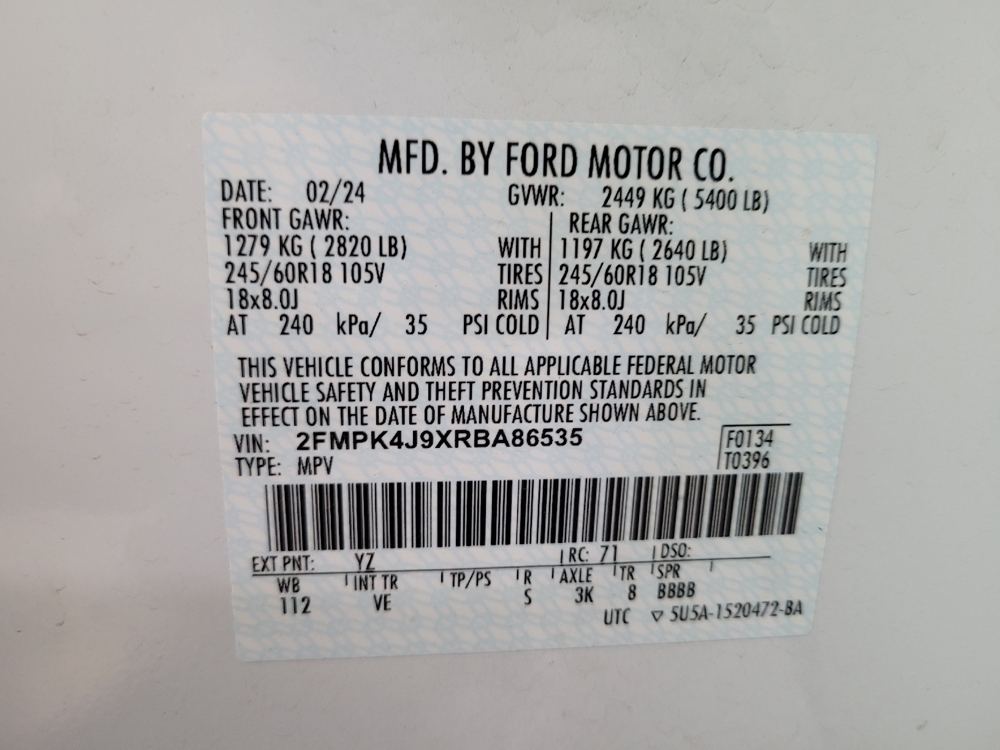 MFD. BY FORD MOTOR CO.
DATE: 02/24 GVWR: 2449 KG ( 5400 LB)
FRONT GAWR: REAR GAWR:
1279 KG ( 2820 LB) WITH 1197 KG ( 2640 LB) WITH
245/60R18 105V TIRES 245/60R18 105V TIRES
18x8.0J RIMS 18x8.0J RIMS
AT 240 kPa/ 35 PSI COLD AT 240 kPa/ 35 PSI COLD
THIS VEHICLE CONFORMS TO ALL APPLICABLE FEDERAL MOTOR
VEHICLE SAFETY AND THEFT PREVENTION STANDARDS IN
EFFECT ON THE DATE OF MANUFACTURE SHOWN ABOVE.
VIN: 2FMPK4J9XRBA86535 F0134
TYPE: MPV T0396
EXT PNT: YZ RC: 71 DSO:
WB INT TR TP/PS R AXLE TR SPR
112 VE S 3K 8 BBBB
UTC ▽ 5U5A-1520472-BA